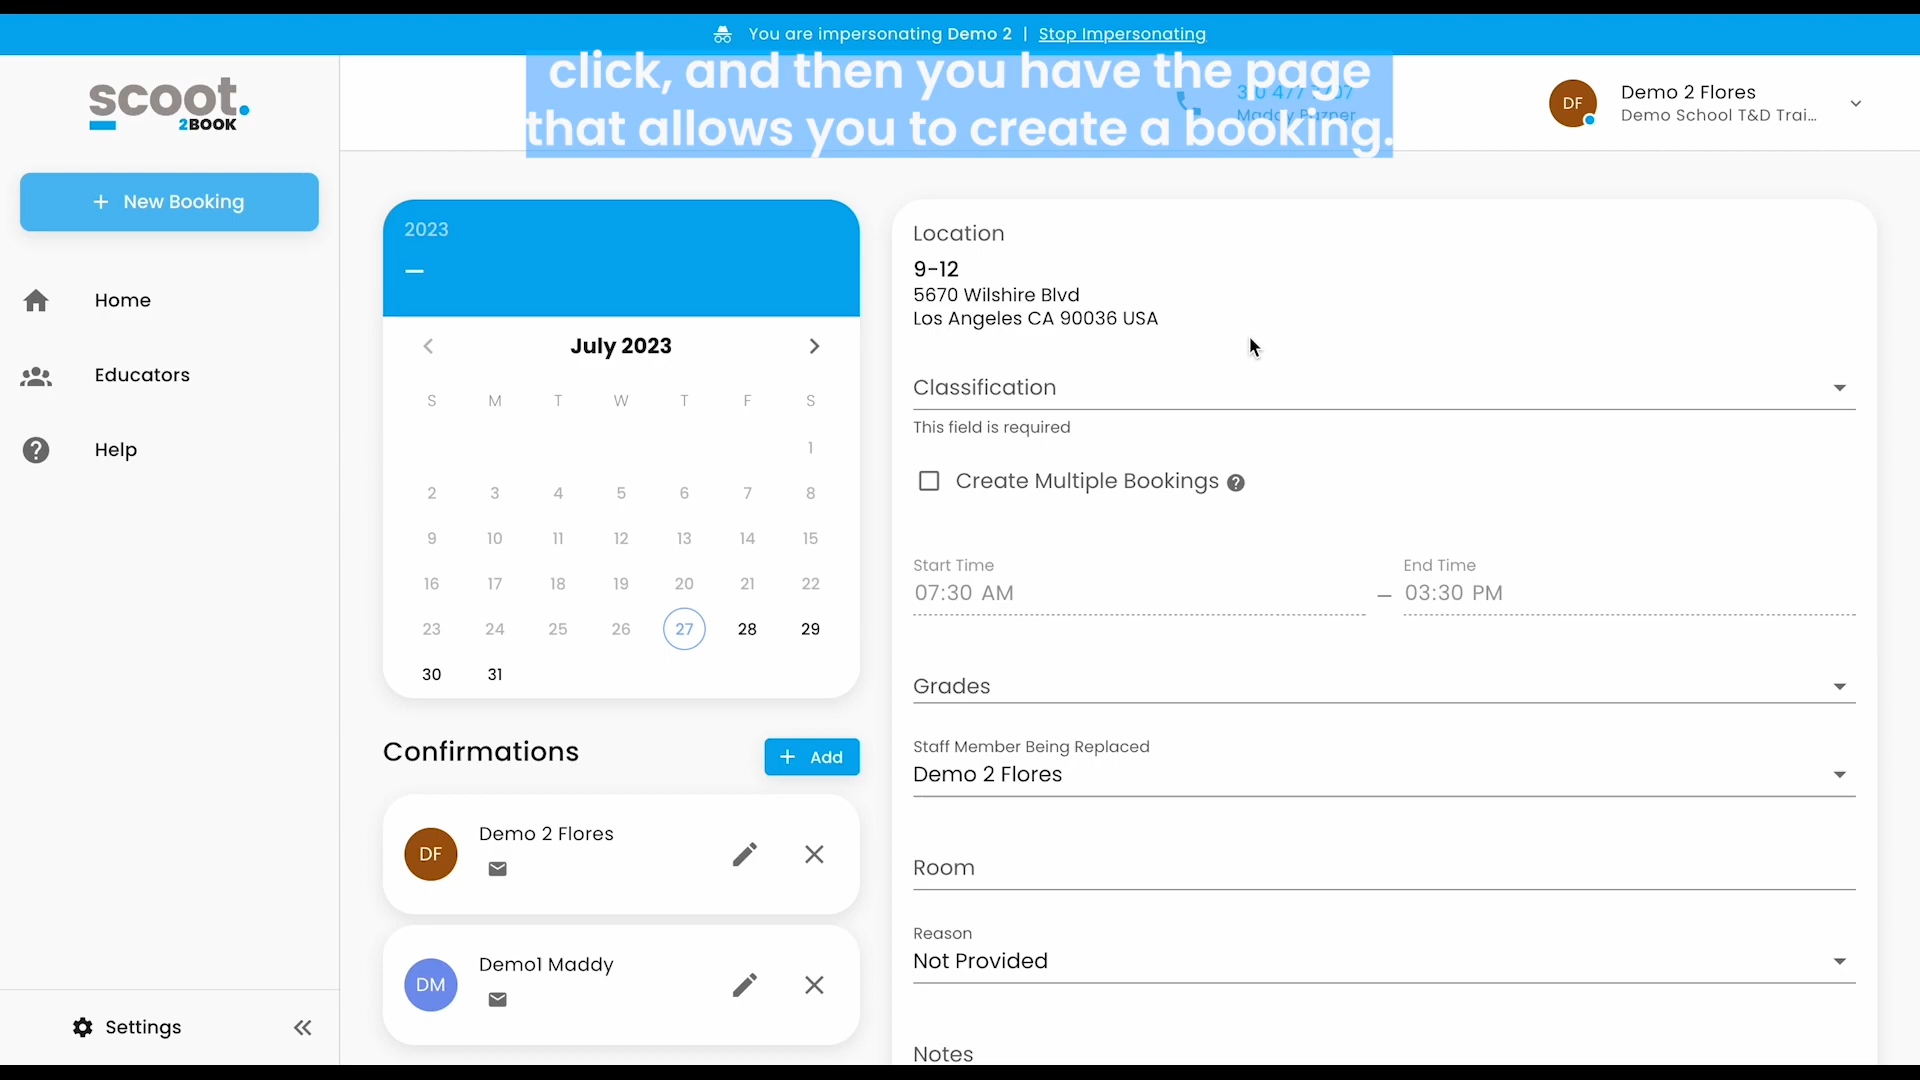 You are impersonating Demo 2 | Stop Impersonating
click, and then you have the page
that allows you to create a booking.
scoot.
2BOOK
DF
Demo 2 Flores
Demo School T&D Trai...
+ New Booking
Home
Educators
Help
Settings
2023
–
July 2023
S M T W T F S
1
2 3 4 5 6 7 8
9 10 11 12 13 14 15
16 17 18 19 20 21 22
23 24 25 26 27 28 29
30 31
Confirmations
+ Add
DF
Demo 2 Flores
DM
Demo1 Maddy
Location
9-12
5670 Wilshire Blvd
Los Angeles CA 90036 USA
Classification
This field is required
Create Multiple Bookings
Start Time
07:30 AM
–
End Time
03:30 PM
Grades
Staff Member Being Replaced
Demo 2 Flores
Room
Reason
Not Provided
Notes